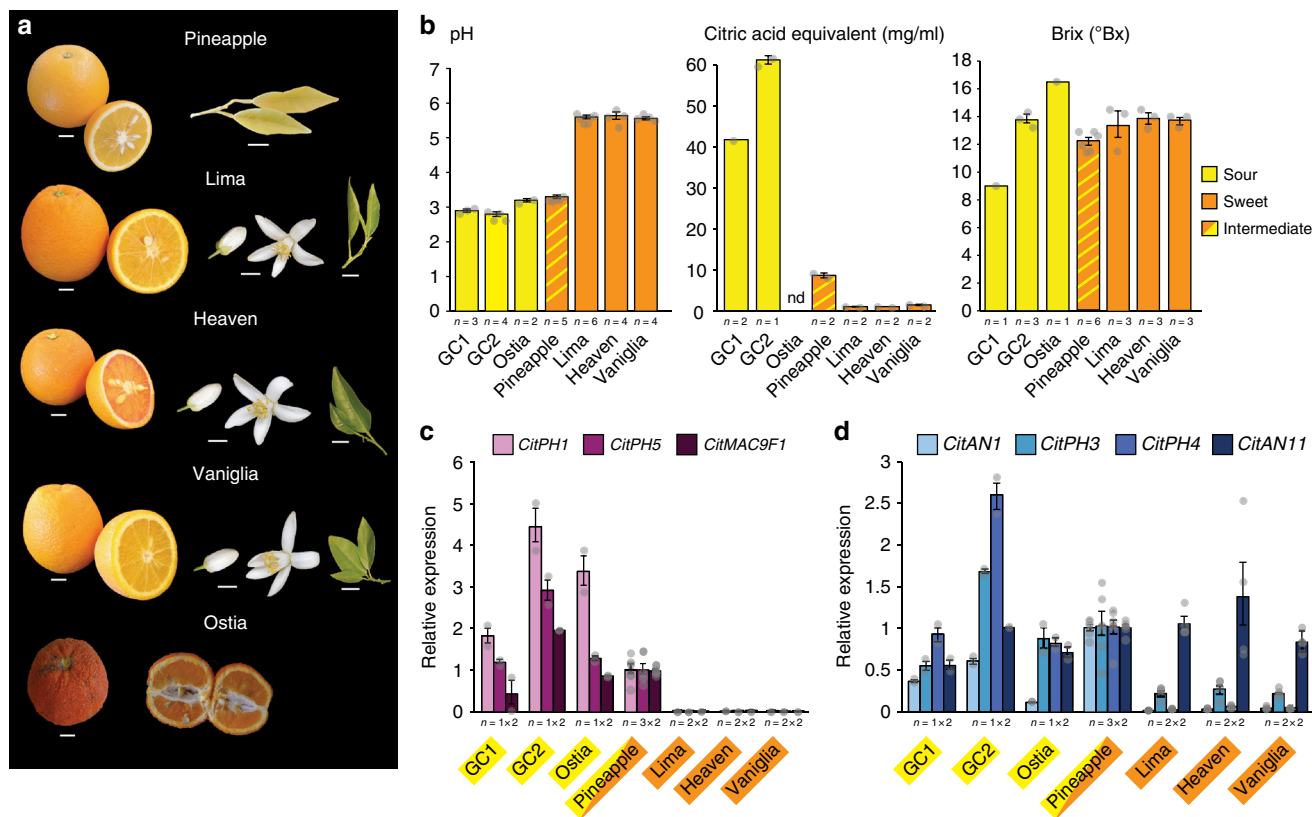 a
Pineapple
Lima
Heaven
Vaniglia
Ostia
b
pH
7
6
5
4
3
2
1
0
n = 3 n = 4 n = 2 n = 5 n = 6 n = 4 n = 4
GC1 GC2 Ostia Pineapple Lima Heaven Vaniglia
Citric acid equivalent (mg/ml)
60
50
40
30
20
10
0
nd
n = 2 n = 1 n = 2 n = 2 n = 2 n = 2
GC1 GC2 Ostia Pineapple Lima Heaven Vaniglia
Brix (°Bx)
18
16
14
12
10
8
6
4
2
0
n = 1 n = 3 n = 1 n = 6 n = 3 n = 3 n = 3
GC1 GC2 Ostia Pineapple Lima Heaven Vaniglia
Sour
Sweet
Intermediate
c
CitPH1 CitPH5 CitMAC9F1
Relative expression
6
5
4
3
2
1
0
n = 1×2 n = 1×2 n = 1×2 n = 3×2 n = 2×2 n = 2×2 n = 2×2
GC1 GC2 Ostia Pineapple Lima Heaven Vaniglia
d
CitAN1 CitPH3 CitPH4 CitAN11
Relative expression
3
2.5
2
1.5
1
0.5
0
n = 1×2 n = 1×2 n = 1×2 n = 3×2 n = 2×2 n = 2×2 n = 2×2
GC1 GC2 Ostia Pineapple Lima Heaven Vaniglia